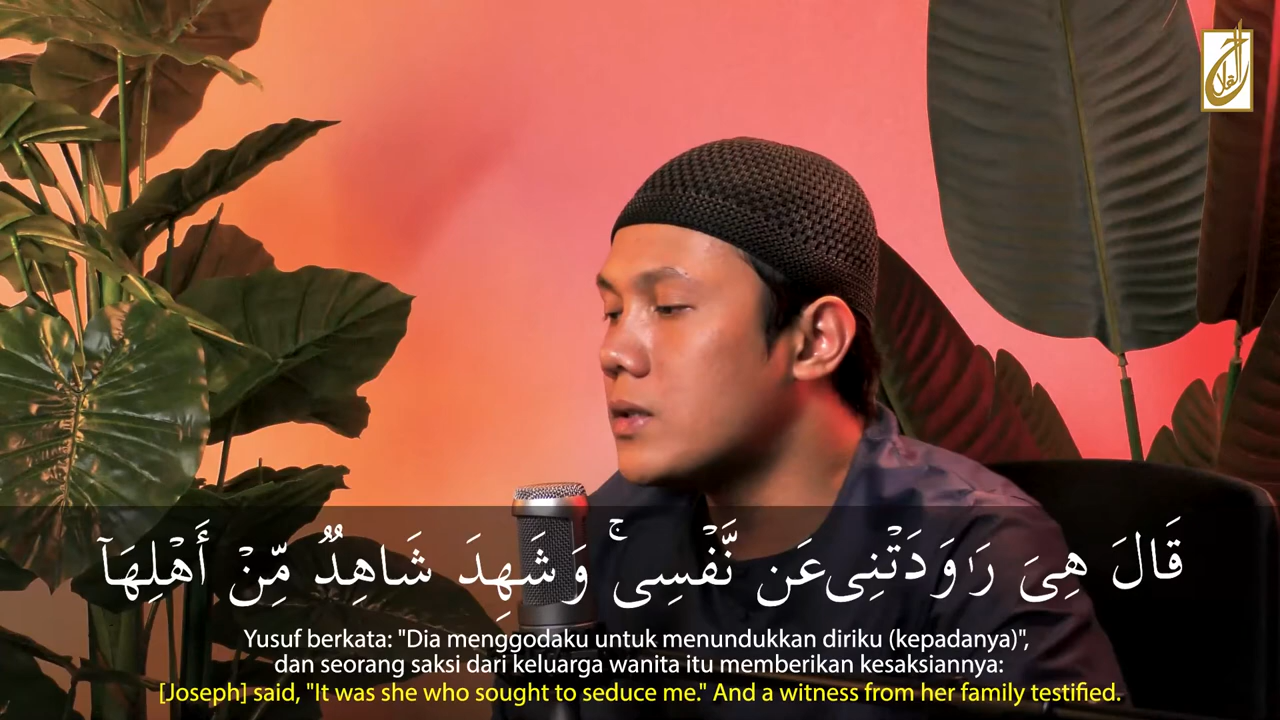 قَالَ هِىَ رَٰوَدَتْنِى عَن نَّفْسِى ۚ وَشَهِدَ شَاهِدٌ مِّنْ أَهْلِهَآ
Yusuf berkata: "Dia menggodaku untuk menundukkan diriku (kepadanya)",
dan seorang saksi dari keluarga wanita itu memberikan kesaksiannya:
[Joseph] said, "It was she who sought to seduce me." And a witness from her family testified.